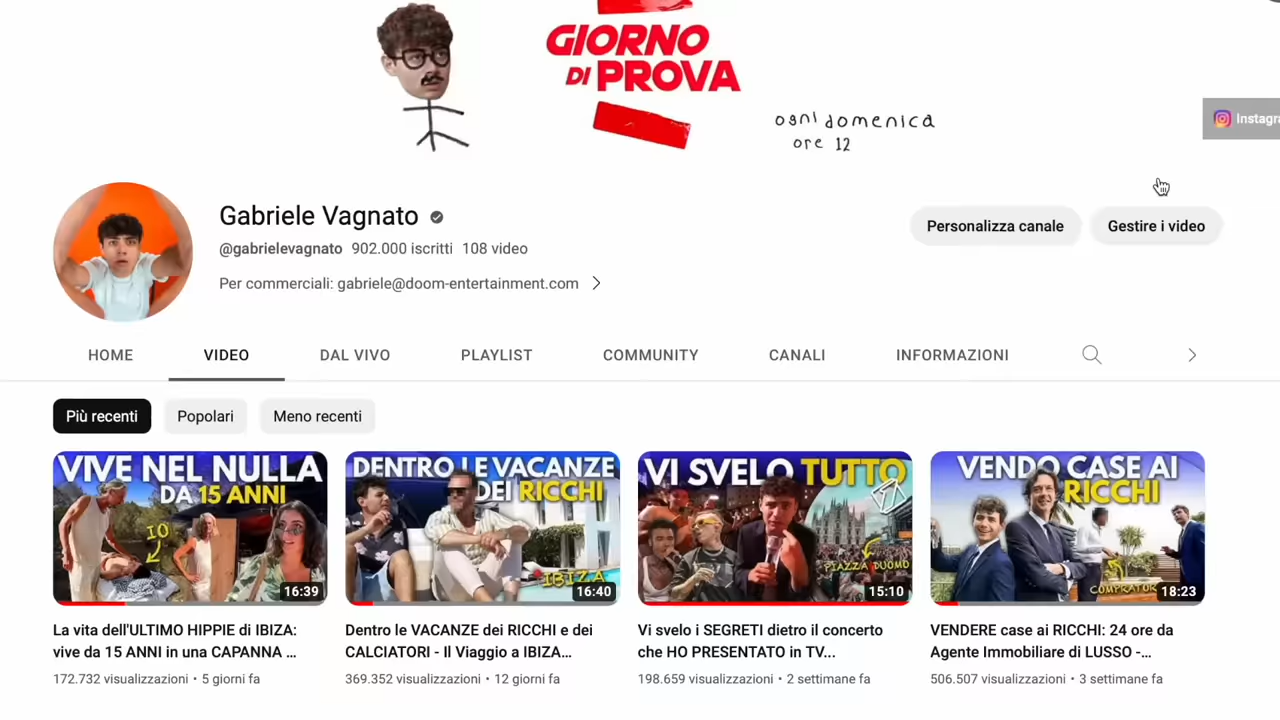 GIORNO
DI PROVA
ogni domenica
ore 12
Gabriele Vagnato
@gabrielevagnato 902.000 iscritti 108 video
Per commerciali: gabriele@doom-entertainment.com
Personalizza canale
Gestire i video
HOME
VIDEO
DAL VIVO
PLAYLIST
COMMUNITY
CANALI
INFORMAZIONI
Più recenti
Popolari
Meno recenti
VIVE NEL NULLA
DA 15 ANNI
IO
16:39
La vita dell'ULTIMO HIPPIE di IBIZA:
vive da 15 ANNI in una CAPANNA ...
172.732 visualizzazioni • 5 giorni fa
DENTRO LE VACANZE
DEI RICCHI
IBIZA
16:40
Dentro le VACANZE dei RICCHI e dei
CALCIATORI - Il Viaggio a IBIZA...
369.352 visualizzazioni • 12 giorni fa
VI SVELO TUTTO
PIAZZA DUOMO
15:10
Vi svelo i SEGRETI dietro il concerto
che HO PRESENTATO in TV...
198.659 visualizzazioni • 2 settimane fa
VENDO CASE AI
RICCHI
18:23
VENDERE case ai RICCHI: 24 ore da
Agente Immobiliare di LUSSO -...
506.507 visualizzazioni • 3 settimane fa